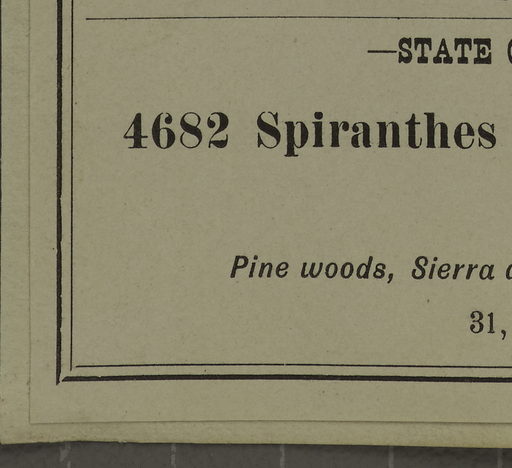 —STATE
4682 Spiranthes
Pine woods, Sierra
31,